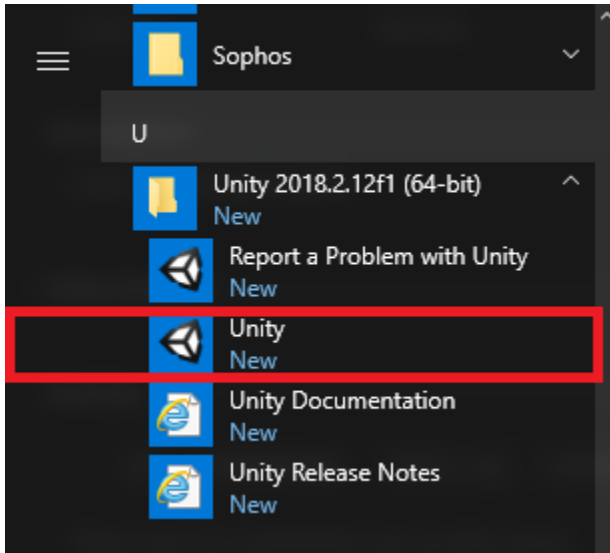 Sophos
U
Unity 2018.2.12f1 (64-bit)
New
Report a Problem with Unity
New
Unity
New
Unity Documentation
New
Unity Release Notes
New